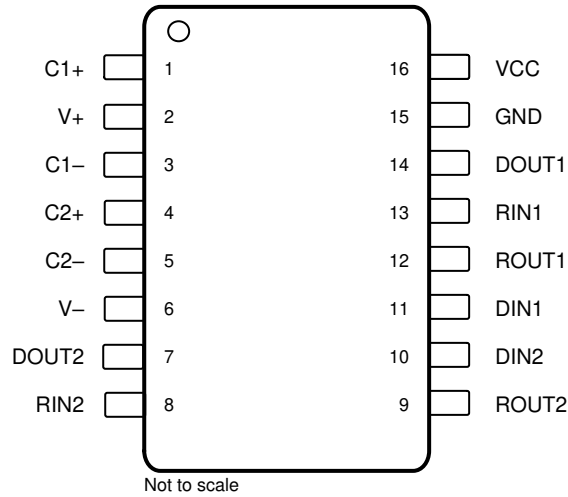 C1+ 1 16 VCC
V+ 2 15 GND
C1− 3 14 DOUT1
C2+ 4 13 RIN1
C2− 5 12 ROUT1
V− 6 11 DIN1
DOUT2 7 10 DIN2
RIN2 8 9 ROUT2
Not to scale